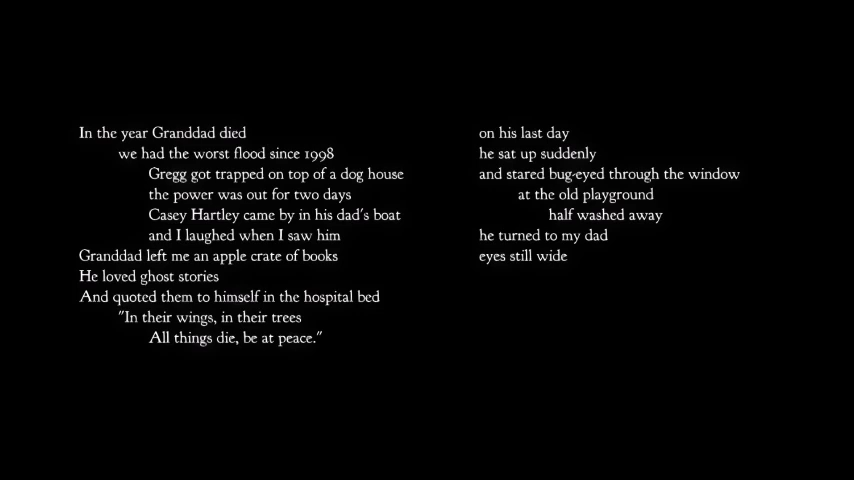 In the year Granddad died
we had the worst flood since 1998
Gregg got trapped on top of a dog house
the power was out for two days
Casey Hartley came by in his dad's boat
and I laughed when I saw him
Granddad left me an apple crate of books
He loved ghost stories
And quoted them to himself in the hospital bed
"In their wings, in their trees
All things die, be at peace."
on his last day
he sat up suddenly
and stared bug-eyed through the window
at the old playground
half washed away
he turned to my dad
eyes still wide